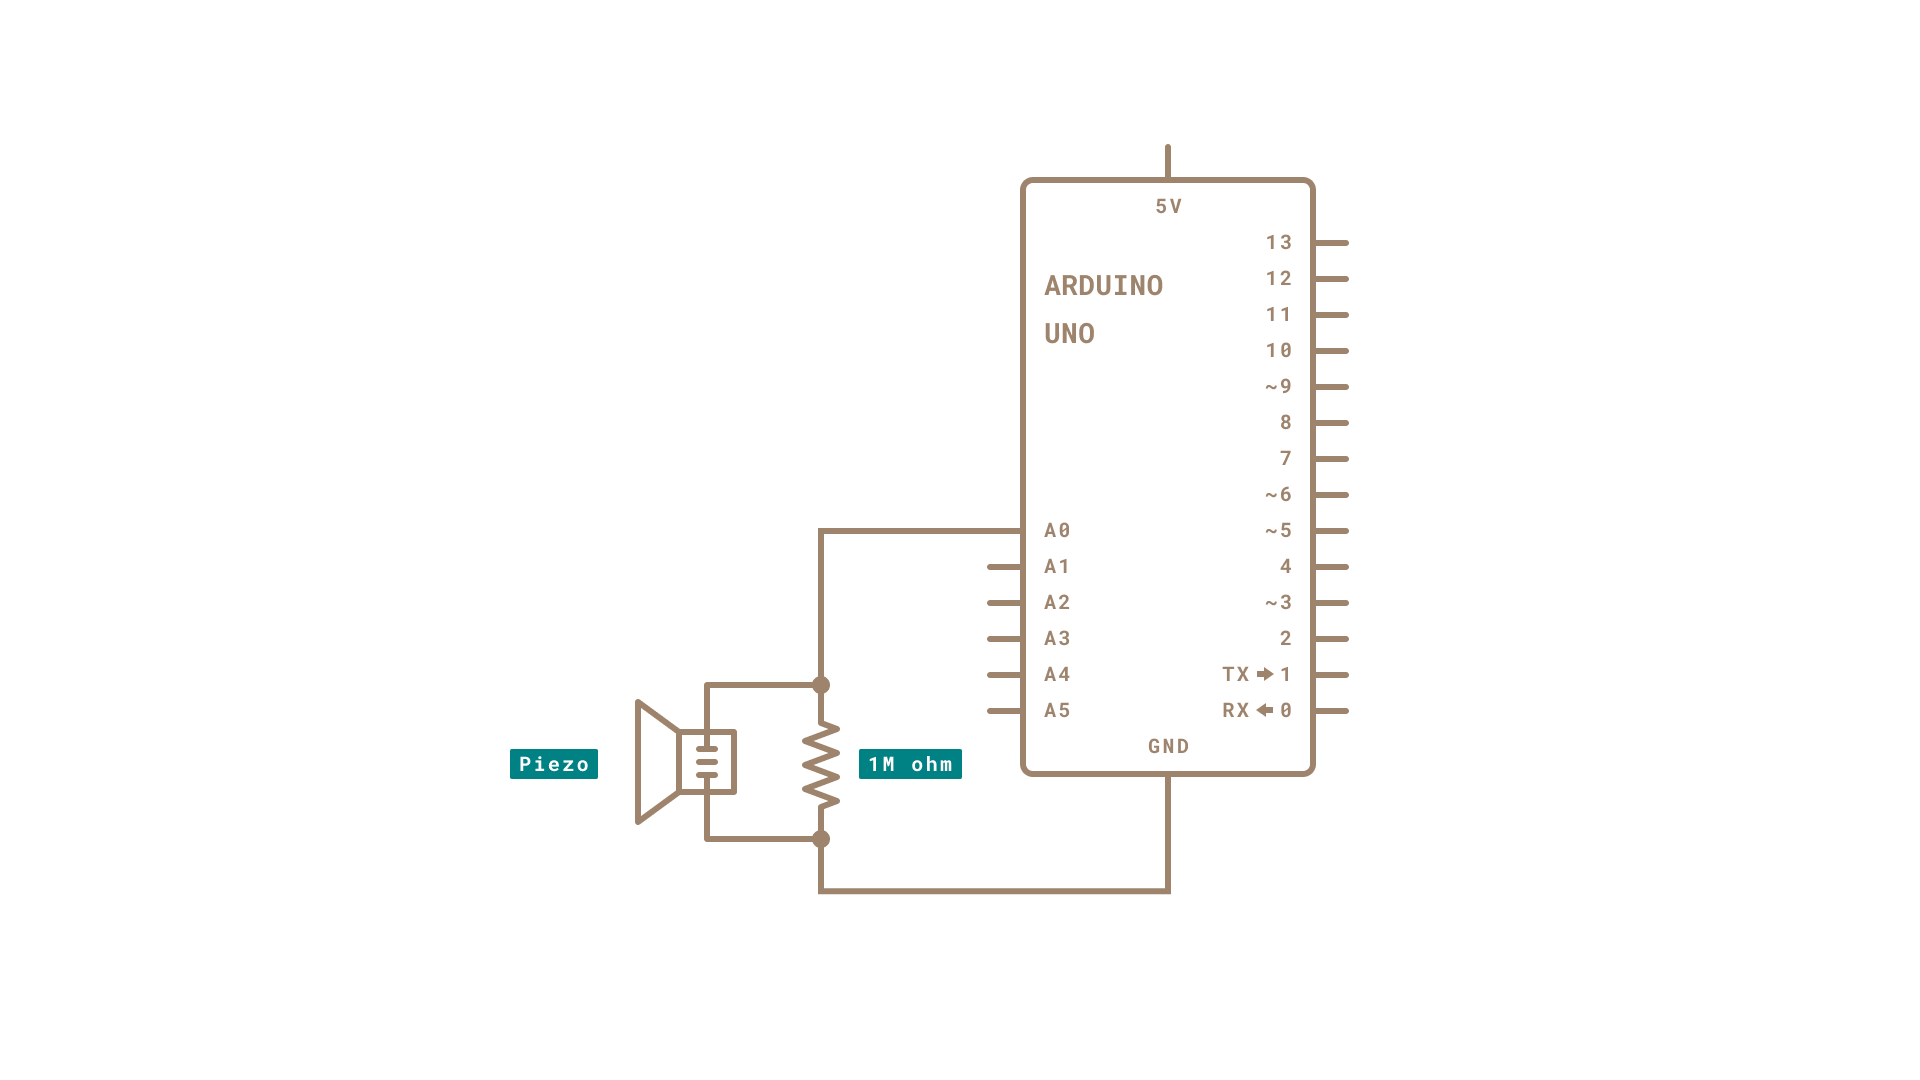 5V
ARDUINO
UNO
13
12
11
10
~9
8
7
~6
A0 ~5
A1 4
A2 ~3
A3 2
A4 TX 1
A5 RX 0
GND
Piezo
1M ohm